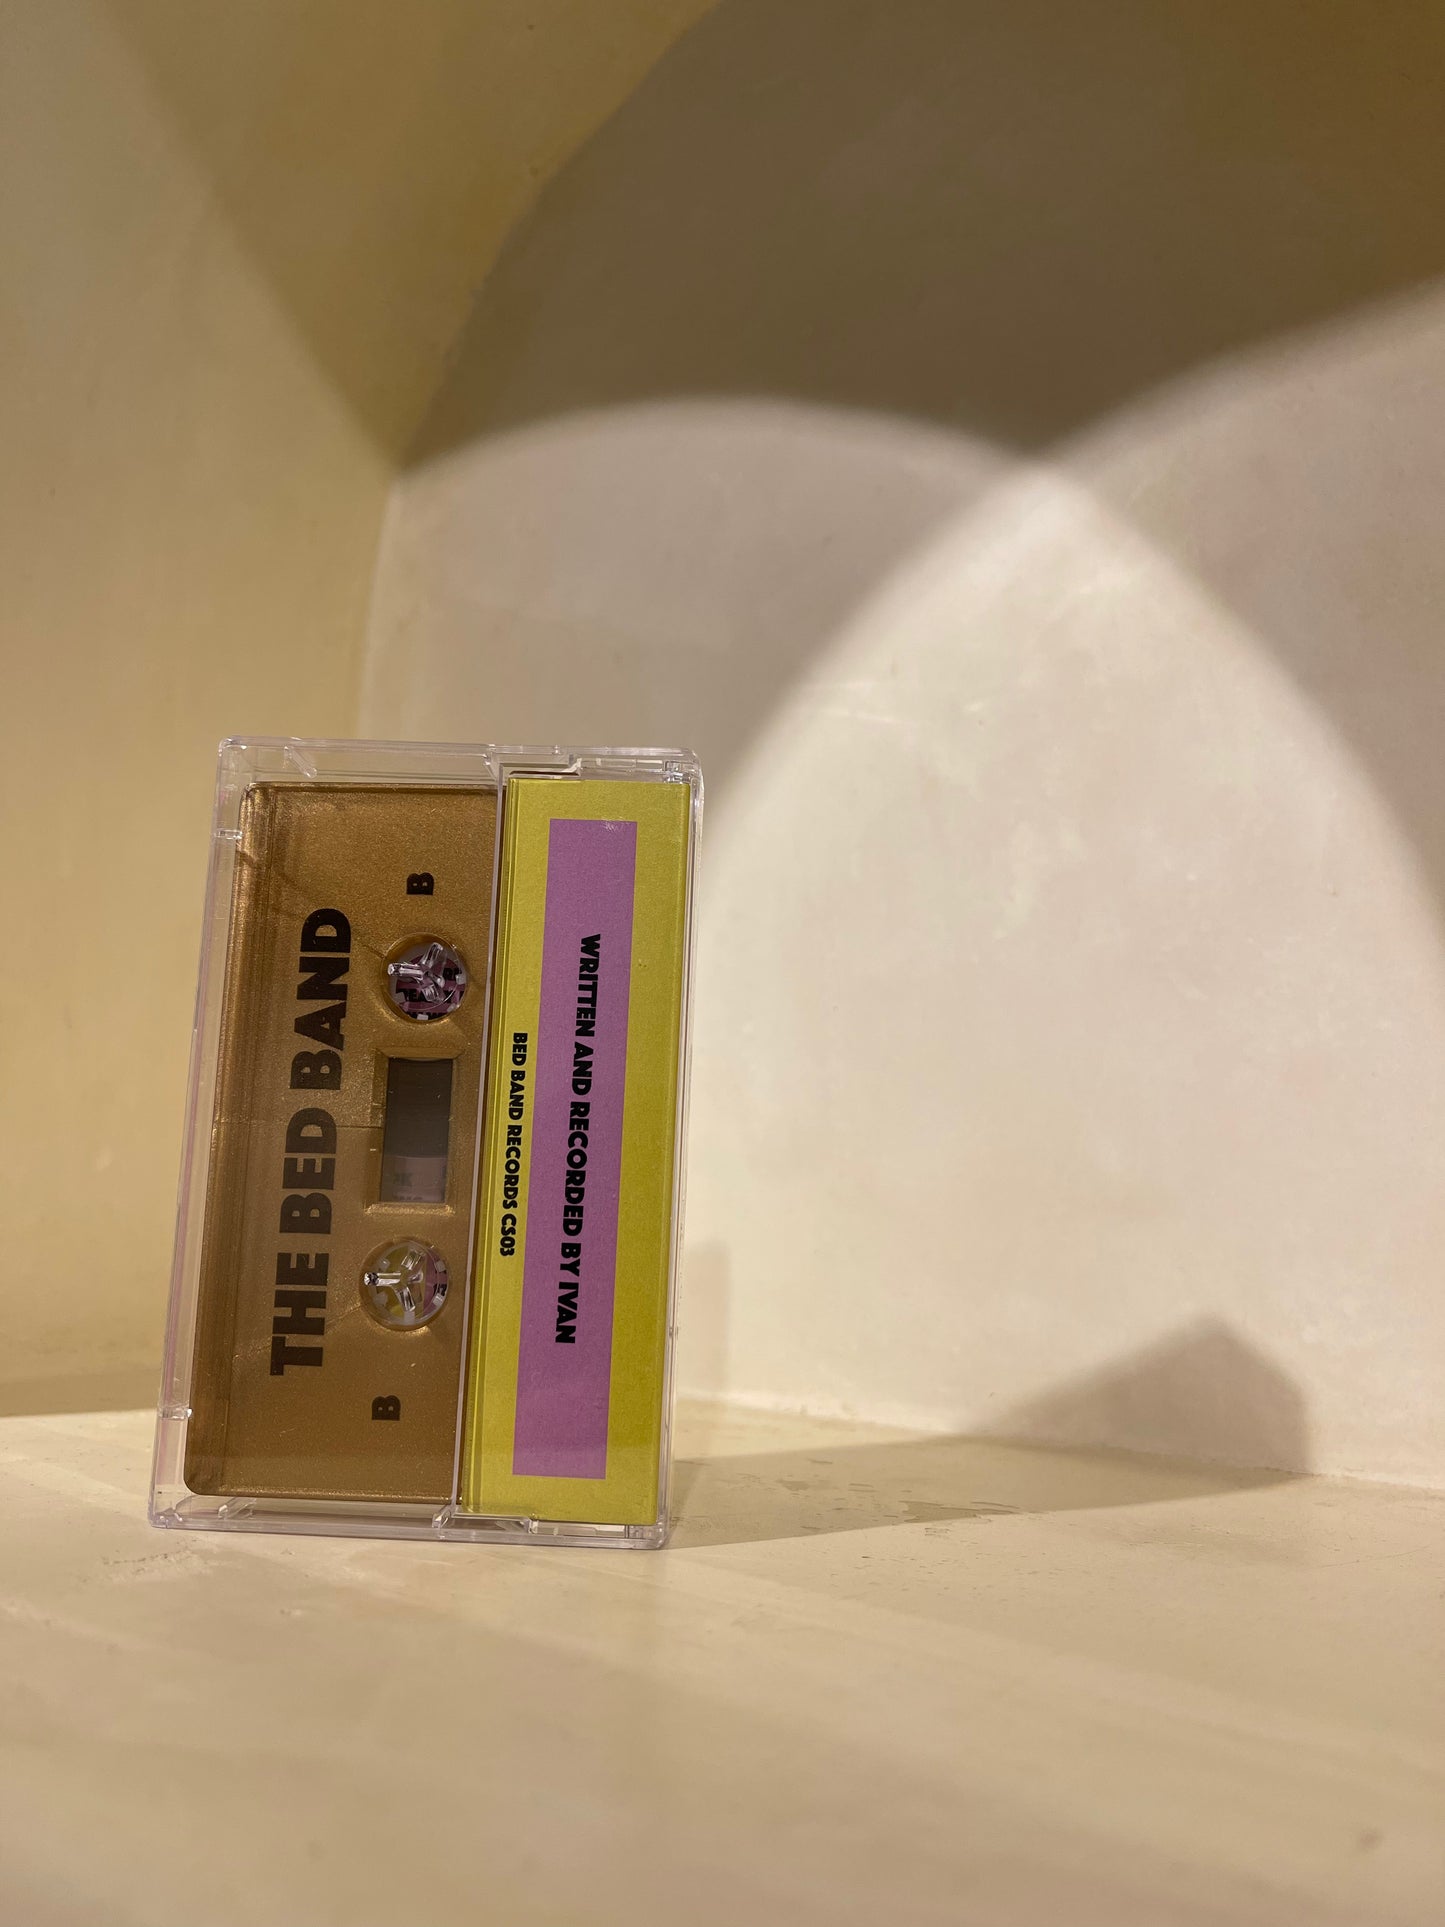 THE BED BAND
B
B
BED BAND RECORDS CS03
WRITTEN AND RECORDED BY IVAN